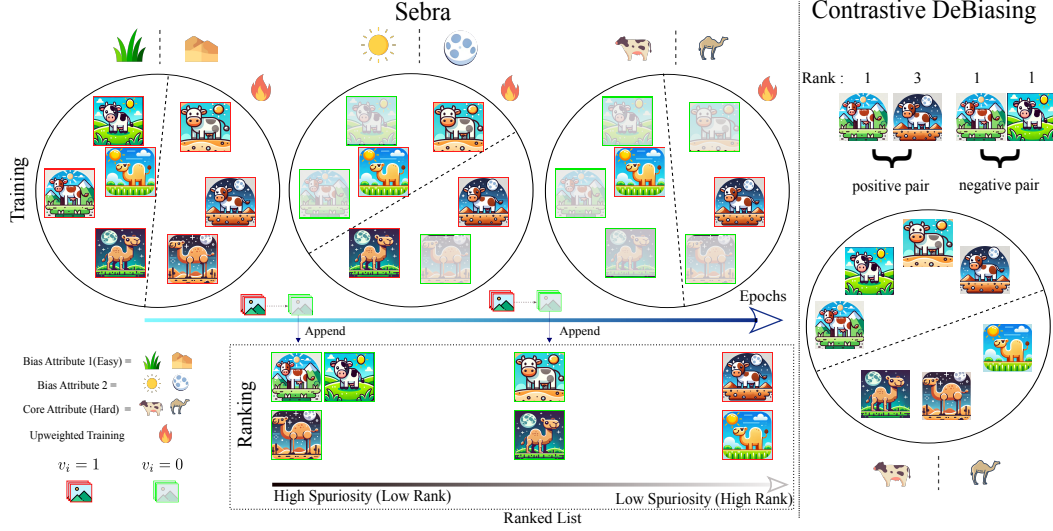 Sebra
Contrastive DeBiasing
Rank : 1 3 1 1
positive pair
negative pair
Training
Epochs
Append
Append
Bias Attribute 1(Easy) =
Bias Attribute 2 =
Core Attribute (Hard) =
Upweighted Training
v_i = 1
v_i = 0
Ranking
High Spuriosity (Low Rank)
Low Spuriosity (High Rank)
Ranked List